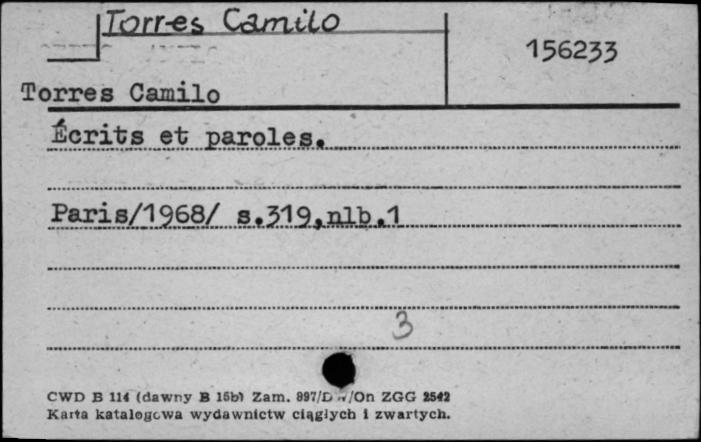 Torres Camilo
156233
Torres Camilo
Écrits et paroles.
Paris/1968/ s.319,nlb.1
3
CWD B 114 (dawny B 15b) Zam. 897/D /On ZGG 2542
Karta katalogowa wydawnictw ciągłych i zwartych.